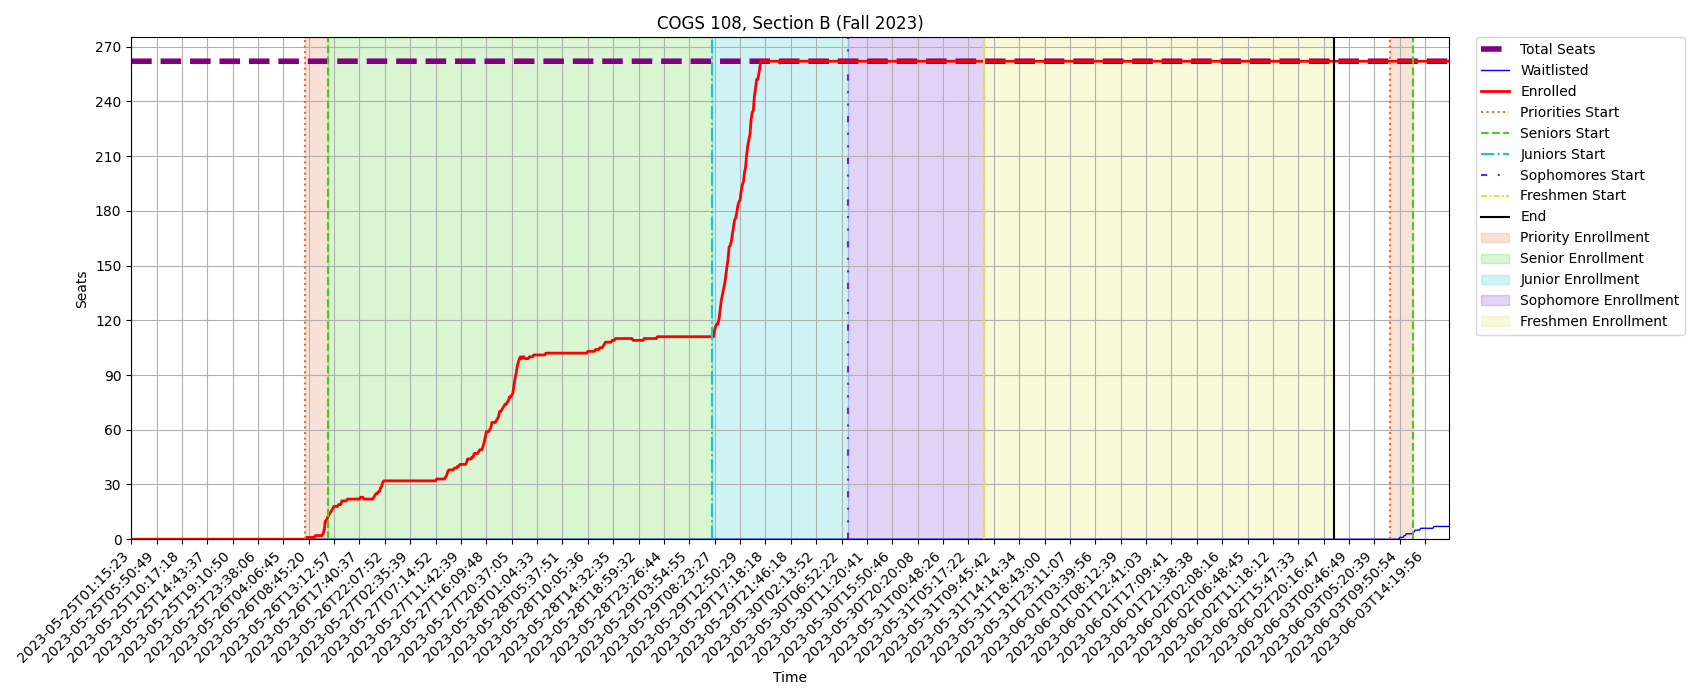 COGS 108, Section B (Fall 2023)
Seats
270
240
210
180
150
120
90
60
30
0
2023-05-25T01:15:23
2023-05-25T05:50:49
2023-05-25T10:17:18
2023-05-25T14:43:37
2023-05-25T19:10:50
2023-05-25T23:38:06
2023-05-26T04:06:45
2023-05-26T08:45:20
2023-05-26T13:12:57
2023-05-26T17:40:37
2023-05-26T22:07:52
2023-05-27T02:35:39
2023-05-27T07:14:52
2023-05-27T11:42:39
2023-05-27T16:09:48
2023-05-27T20:37:05
2023-05-28T01:04:33
2023-05-28T05:37:51
2023-05-28T10:05:36
2023-05-28T14:32:35
2023-05-28T18:59:32
2023-05-28T23:26:44
2023-05-29T03:54:55
2023-05-29T08:23:27
2023-05-29T12:50:29
2023-05-29T17:18:18
2023-05-29T21:46:18
2023-05-30T02:13:52
2023-05-30T06:52:22
2023-05-30T11:20:41
2023-05-30T15:50:46
2023-05-30T20:20:08
2023-05-31T00:48:26
2023-05-31T05:17:22
2023-05-31T09:45:42
2023-05-31T14:14:34
2023-05-31T18:43:00
2023-05-31T23:11:07
2023-06-01T03:39:56
2023-06-01T08:12:39
2023-06-01T12:41:03
2023-06-01T17:09:41
2023-06-01T21:38:38
2023-06-02T02:08:16
2023-06-02T06:48:45
2023-06-02T11:18:12
2023-06-02T15:47:33
2023-06-02T20:16:47
2023-06-03T00:46:49
2023-06-03T05:20:39
2023-06-03T09:50:54
2023-06-03T14:19:56
Time
Total Seats
Waitlisted
Enrolled
Priorities Start
Seniors Start
Juniors Start
Sophomores Start
Freshmen Start
End
Priority Enrollment
Senior Enrollment
Junior Enrollment
Sophomore Enrollment
Freshmen Enrollment